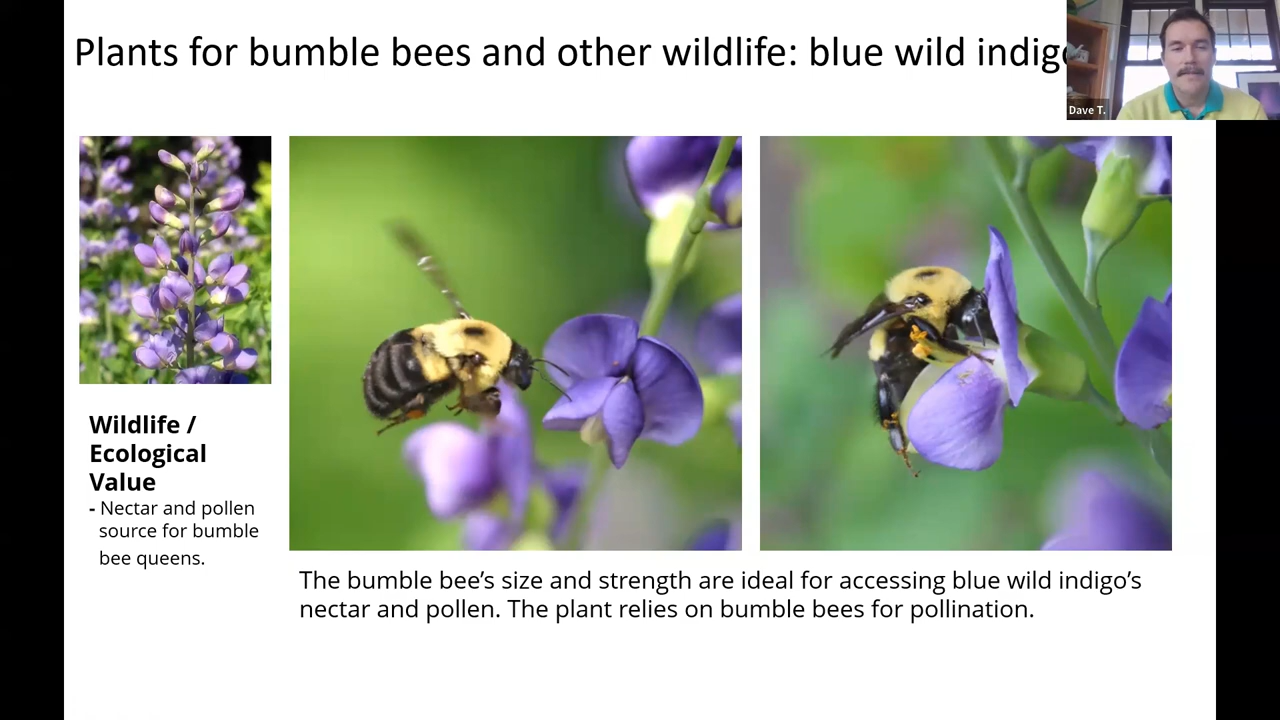 Plants for bumble bees and other wildlife: blue wild indigo
Dave T.
Wildlife /
Ecological
Value
- Nectar and pollen
source for bumble
bee queens.
The bumble bee’s size and strength are ideal for accessing blue wild indigo’s
nectar and pollen. The plant relies on bumble bees for pollination.